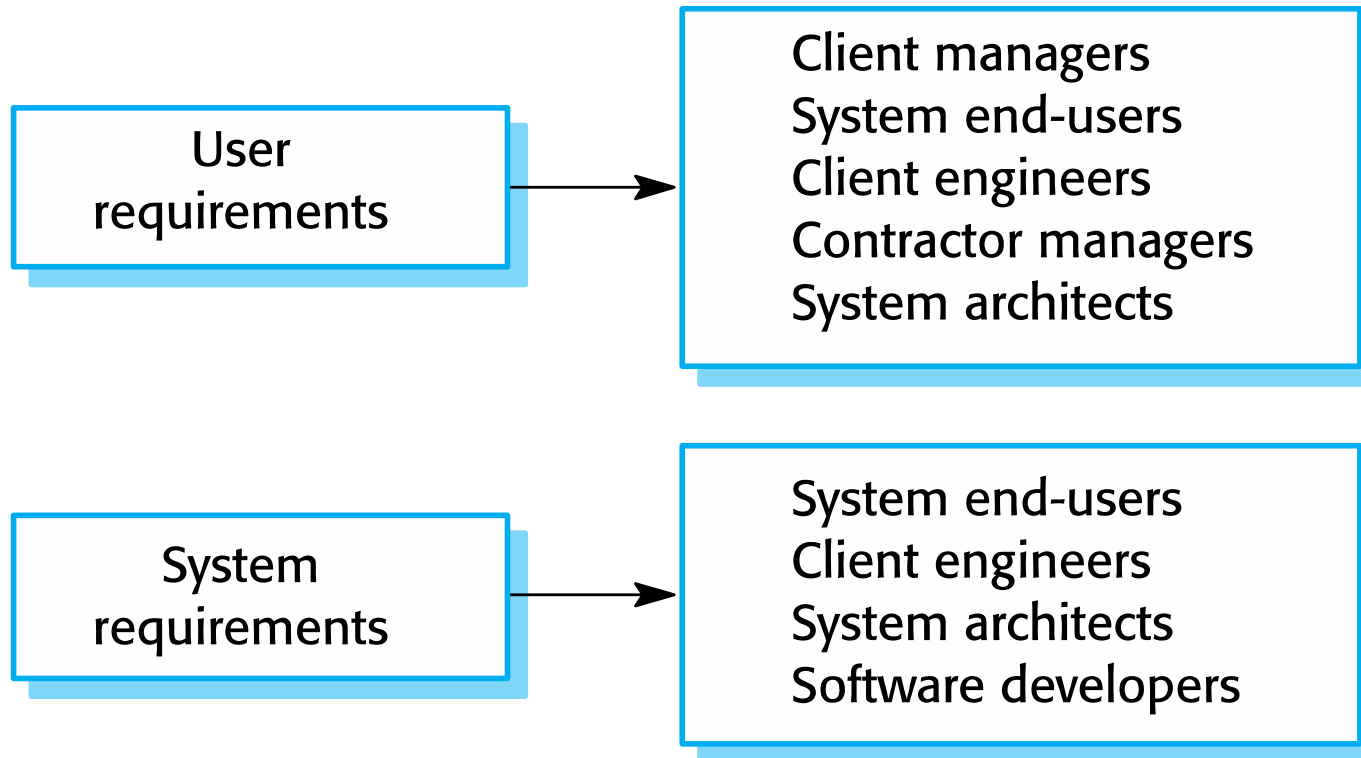 User
requirements
Client managers
System end-users
Client engineers
Contractor managers
System architects
System
requirements
System end-users
Client engineers
System architects
Software developers